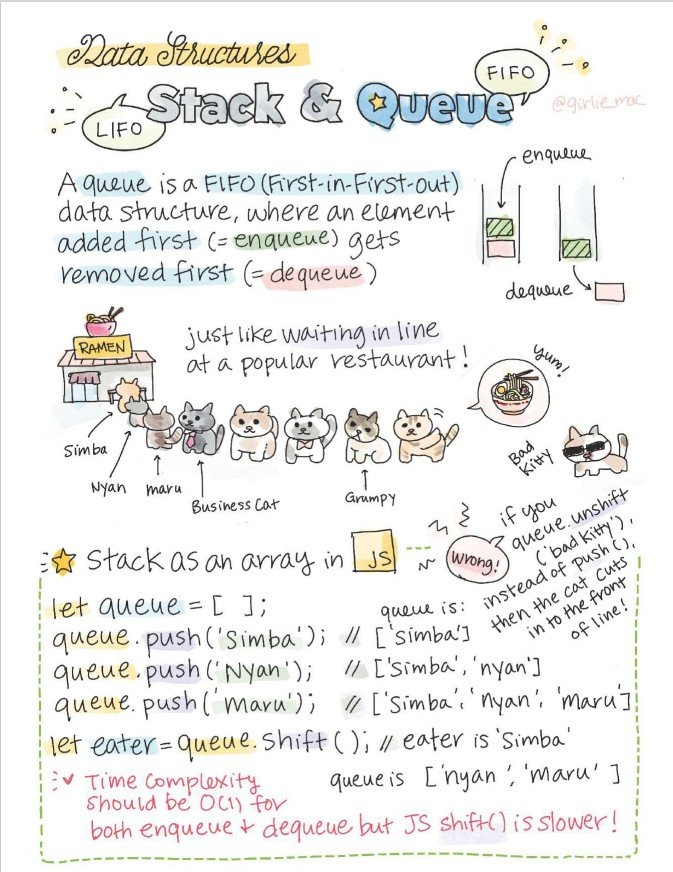 Data Structures
Stack & Queue
LIFO
FIFO
@girlie_mac
A queue is a FIFO (First-in-First-out)
data structure, where an element
added first (= enqueue) gets
removed first (= dequeue)
enqueue
dequeue
just like waiting in line
at a popular restaurant!
RAMEN
Yum!
Simba
Nyan
maru
Business Cat
Grumpy
Bad
Kitty
if you
queue.unshift
('bad kitty'),
instead of push(),
then the cat cuts
in to the front
of line!
Wrong!
Stack as an array in JS
let queue = [ ];
queue is:
queue.push('Simba'); // ['simba']
queue.push('Nyan'); // ['Simba', 'nyan']
queue.push('maru'); // ['Simba', 'nyan', 'maru']
let eater = queue.shift(); // eater is 'Simba'
queue is ['nyan', 'maru' ]
Time complexity
should be O(1) for
both enqueue + dequeue but JS shift() is slower!